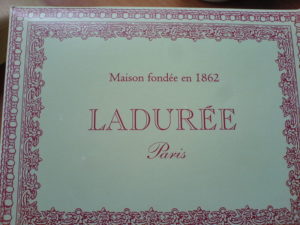 Maison fondée en 1862
LADURÉE
Paris